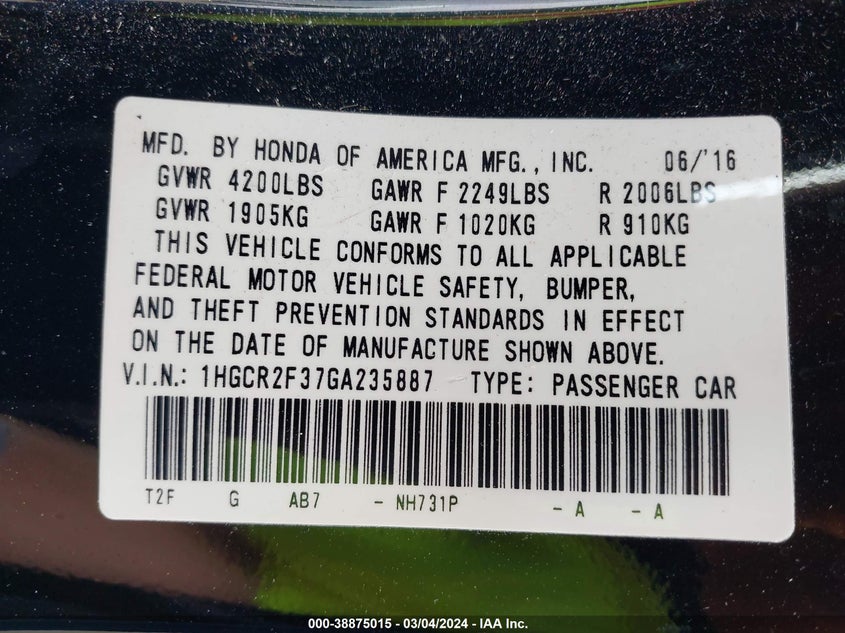 MFD. BY HONDA OF AMERICA MFG., INC. 06/'16
GVWR 4200LBS GAWR F 2249LBS R 2006LBS
GVWR 1905KG GAWR F 1020KG R 910KG
THIS VEHICLE CONFORMS TO ALL APPLICABLE
FEDERAL MOTOR VEHICLE SAFETY, BUMPER,
AND THEFT PREVENTION STANDARDS IN EFFECT
ON THE DATE OF MANUFACTURE SHOWN ABOVE.
V.I.N.: 1HGCR2F37GA235887 TYPE: PASSENGER CAR
T2F G AB7 - NH731P - A - A
000-38875015 - 03/04/2024 - IAA Inc.